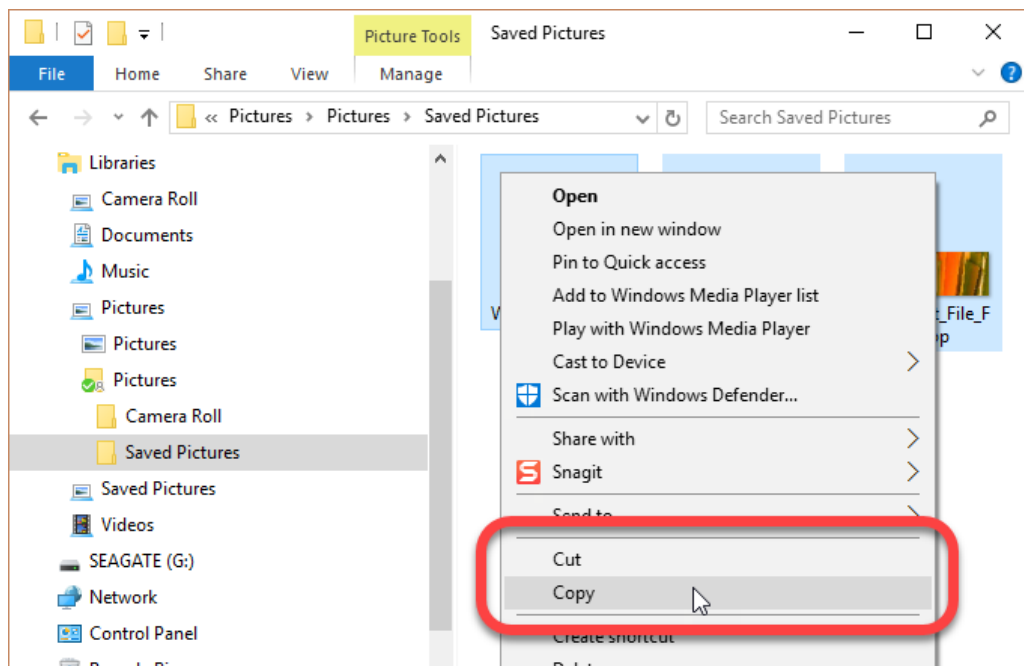 Picture Tools
Saved Pictures
File
Home
Share
View
Manage
?
« Pictures > Pictures > Saved Pictures
Search Saved Pictures
Libraries
Camera Roll
Documents
Music
Pictures
Pictures
Pictures
Camera Roll
Saved Pictures
Saved Pictures
Videos
SEAGATE (G:)
Network
Control Panel
Open
Open in new window
Pin to Quick access
Add to Windows Media Player list
Play with Windows Media Player
Cast to Device
Scan with Windows Defender...
Share with
S Snagit
Send to
Cut
Copy
Create shortcut
_File_F